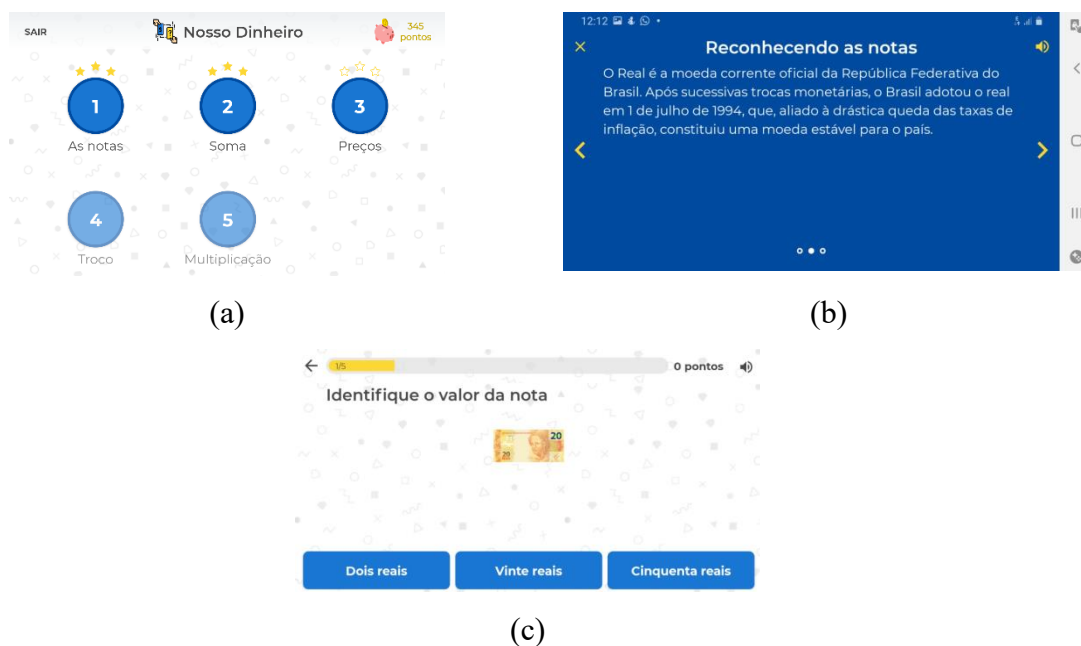 SAIR
Nosso Dinheiro
345
pontos
1
2
3
As notas
Soma
Preços
4
5
Troco
Multiplicação
(a)
12:12
Reconhecendo as notas
O Real é a moeda corrente oficial da República Federativa do
Brasil. Após sucessivas trocas monetárias, o Brasil adotou o real
em 1 de julho de 1994, que, aliado à drástica queda das taxas de
inflação, constituiu uma moeda estável para o país.
(b)
1/5
0 pontos
Identifique o valor da nota
20
20
Dois reais
Vinte reais
Cinquenta reais
(c)